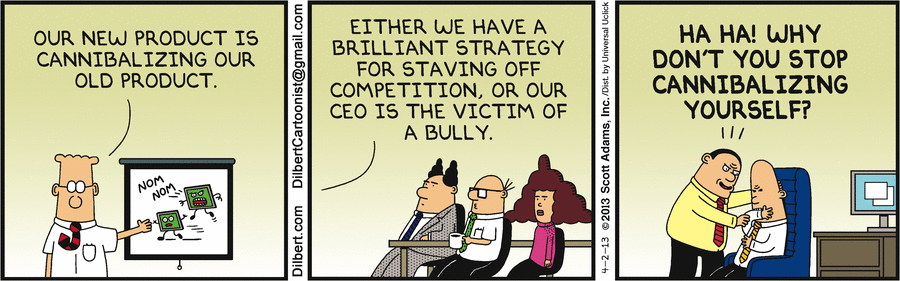 OUR NEW PRODUCT IS
CANNIBALIZING OUR
OLD PRODUCT.
NOM
NOM
Dilbert.com DilbertCartoonist@gmail.com
EITHER WE HAVE A
BRILLIANT STRATEGY
FOR STAVING OFF
COMPETITION, OR OUR
CEO IS THE VICTIM OF
A BULLY.
4-2-13 © 2013 Scott Adams, Inc. /Dist. by Universal Uclick
HA HA! WHY
DON'T YOU STOP
CANNIBALIZING
YOURSELF?